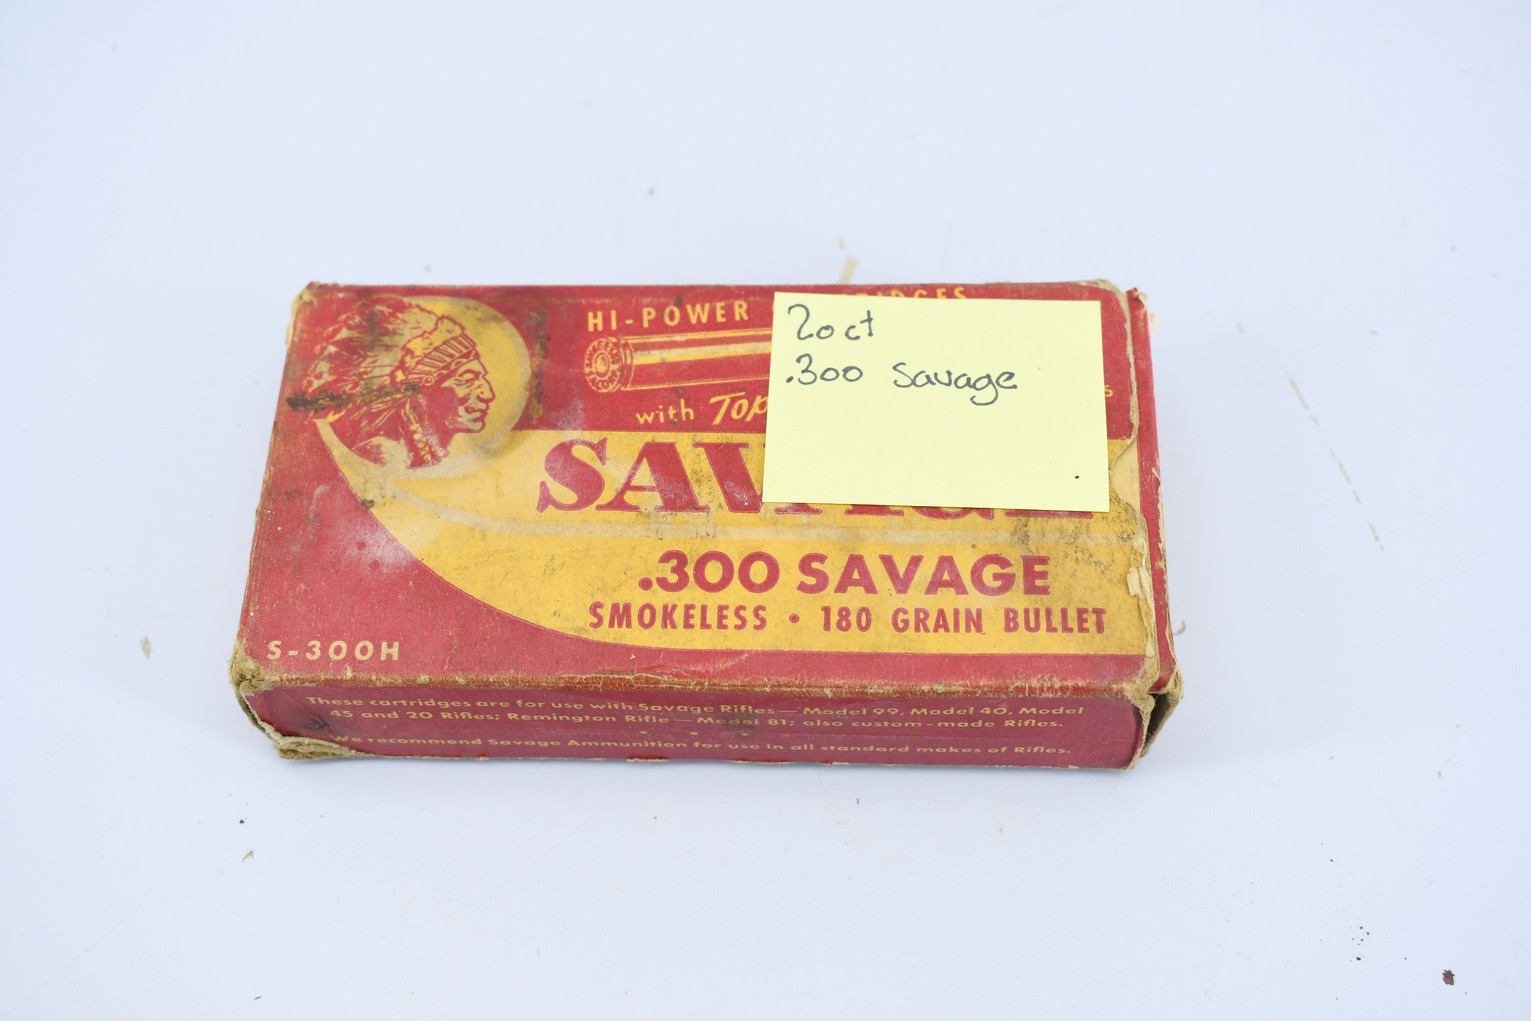 HI-POWER
20 ct
.300 Savage
with Top
SAVAGE
.300 SAVAGE
SMOKELESS • 180 GRAIN BULLET
S-300H
These cartridges are for use with Savage Rifles—Model 99, Model 40, Model
45 and 20 Rifles; Remington Rifle—Model 81; also custom-made Rifles.
We recommend Savage Ammunition for use in all standard makes of Rifles.